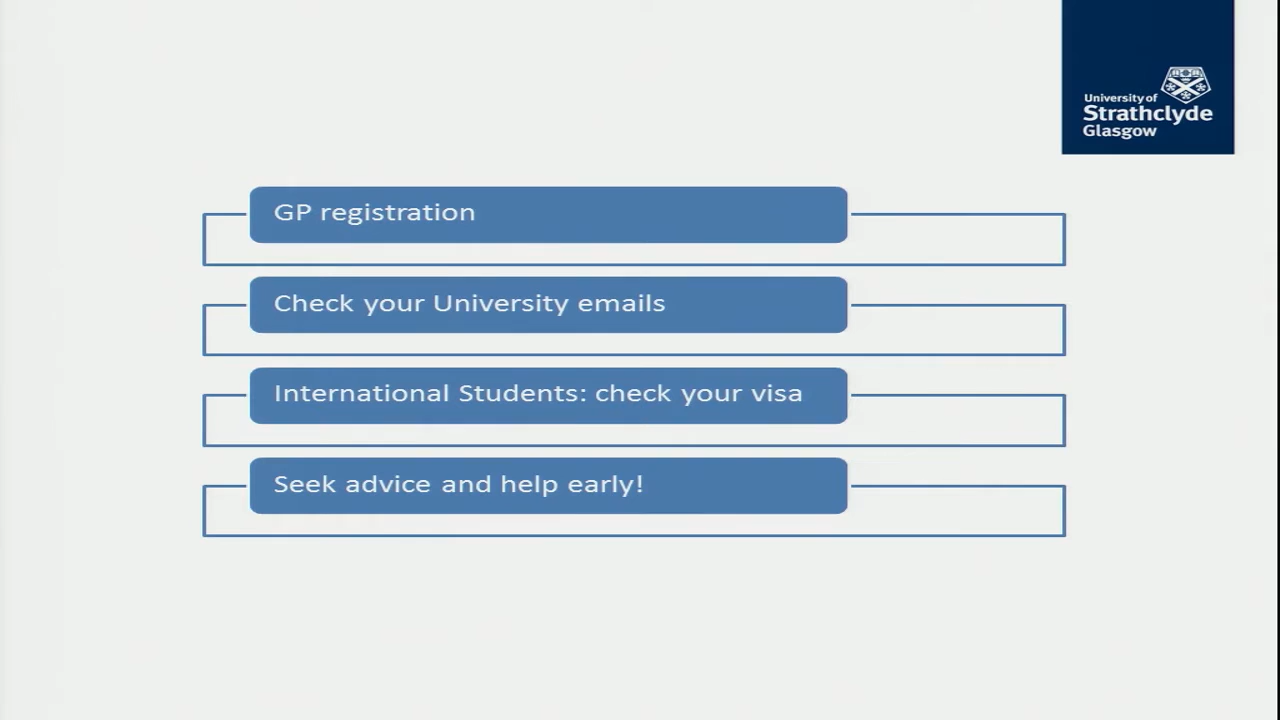 University of
Strathclyde
Glasgow
GP registration
Check your University emails
International Students: check your visa
Seek advice and help early!